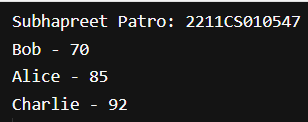 Subhapreet Patro: 2211CS010547
Bob - 70
Alice - 85
Charlie - 92